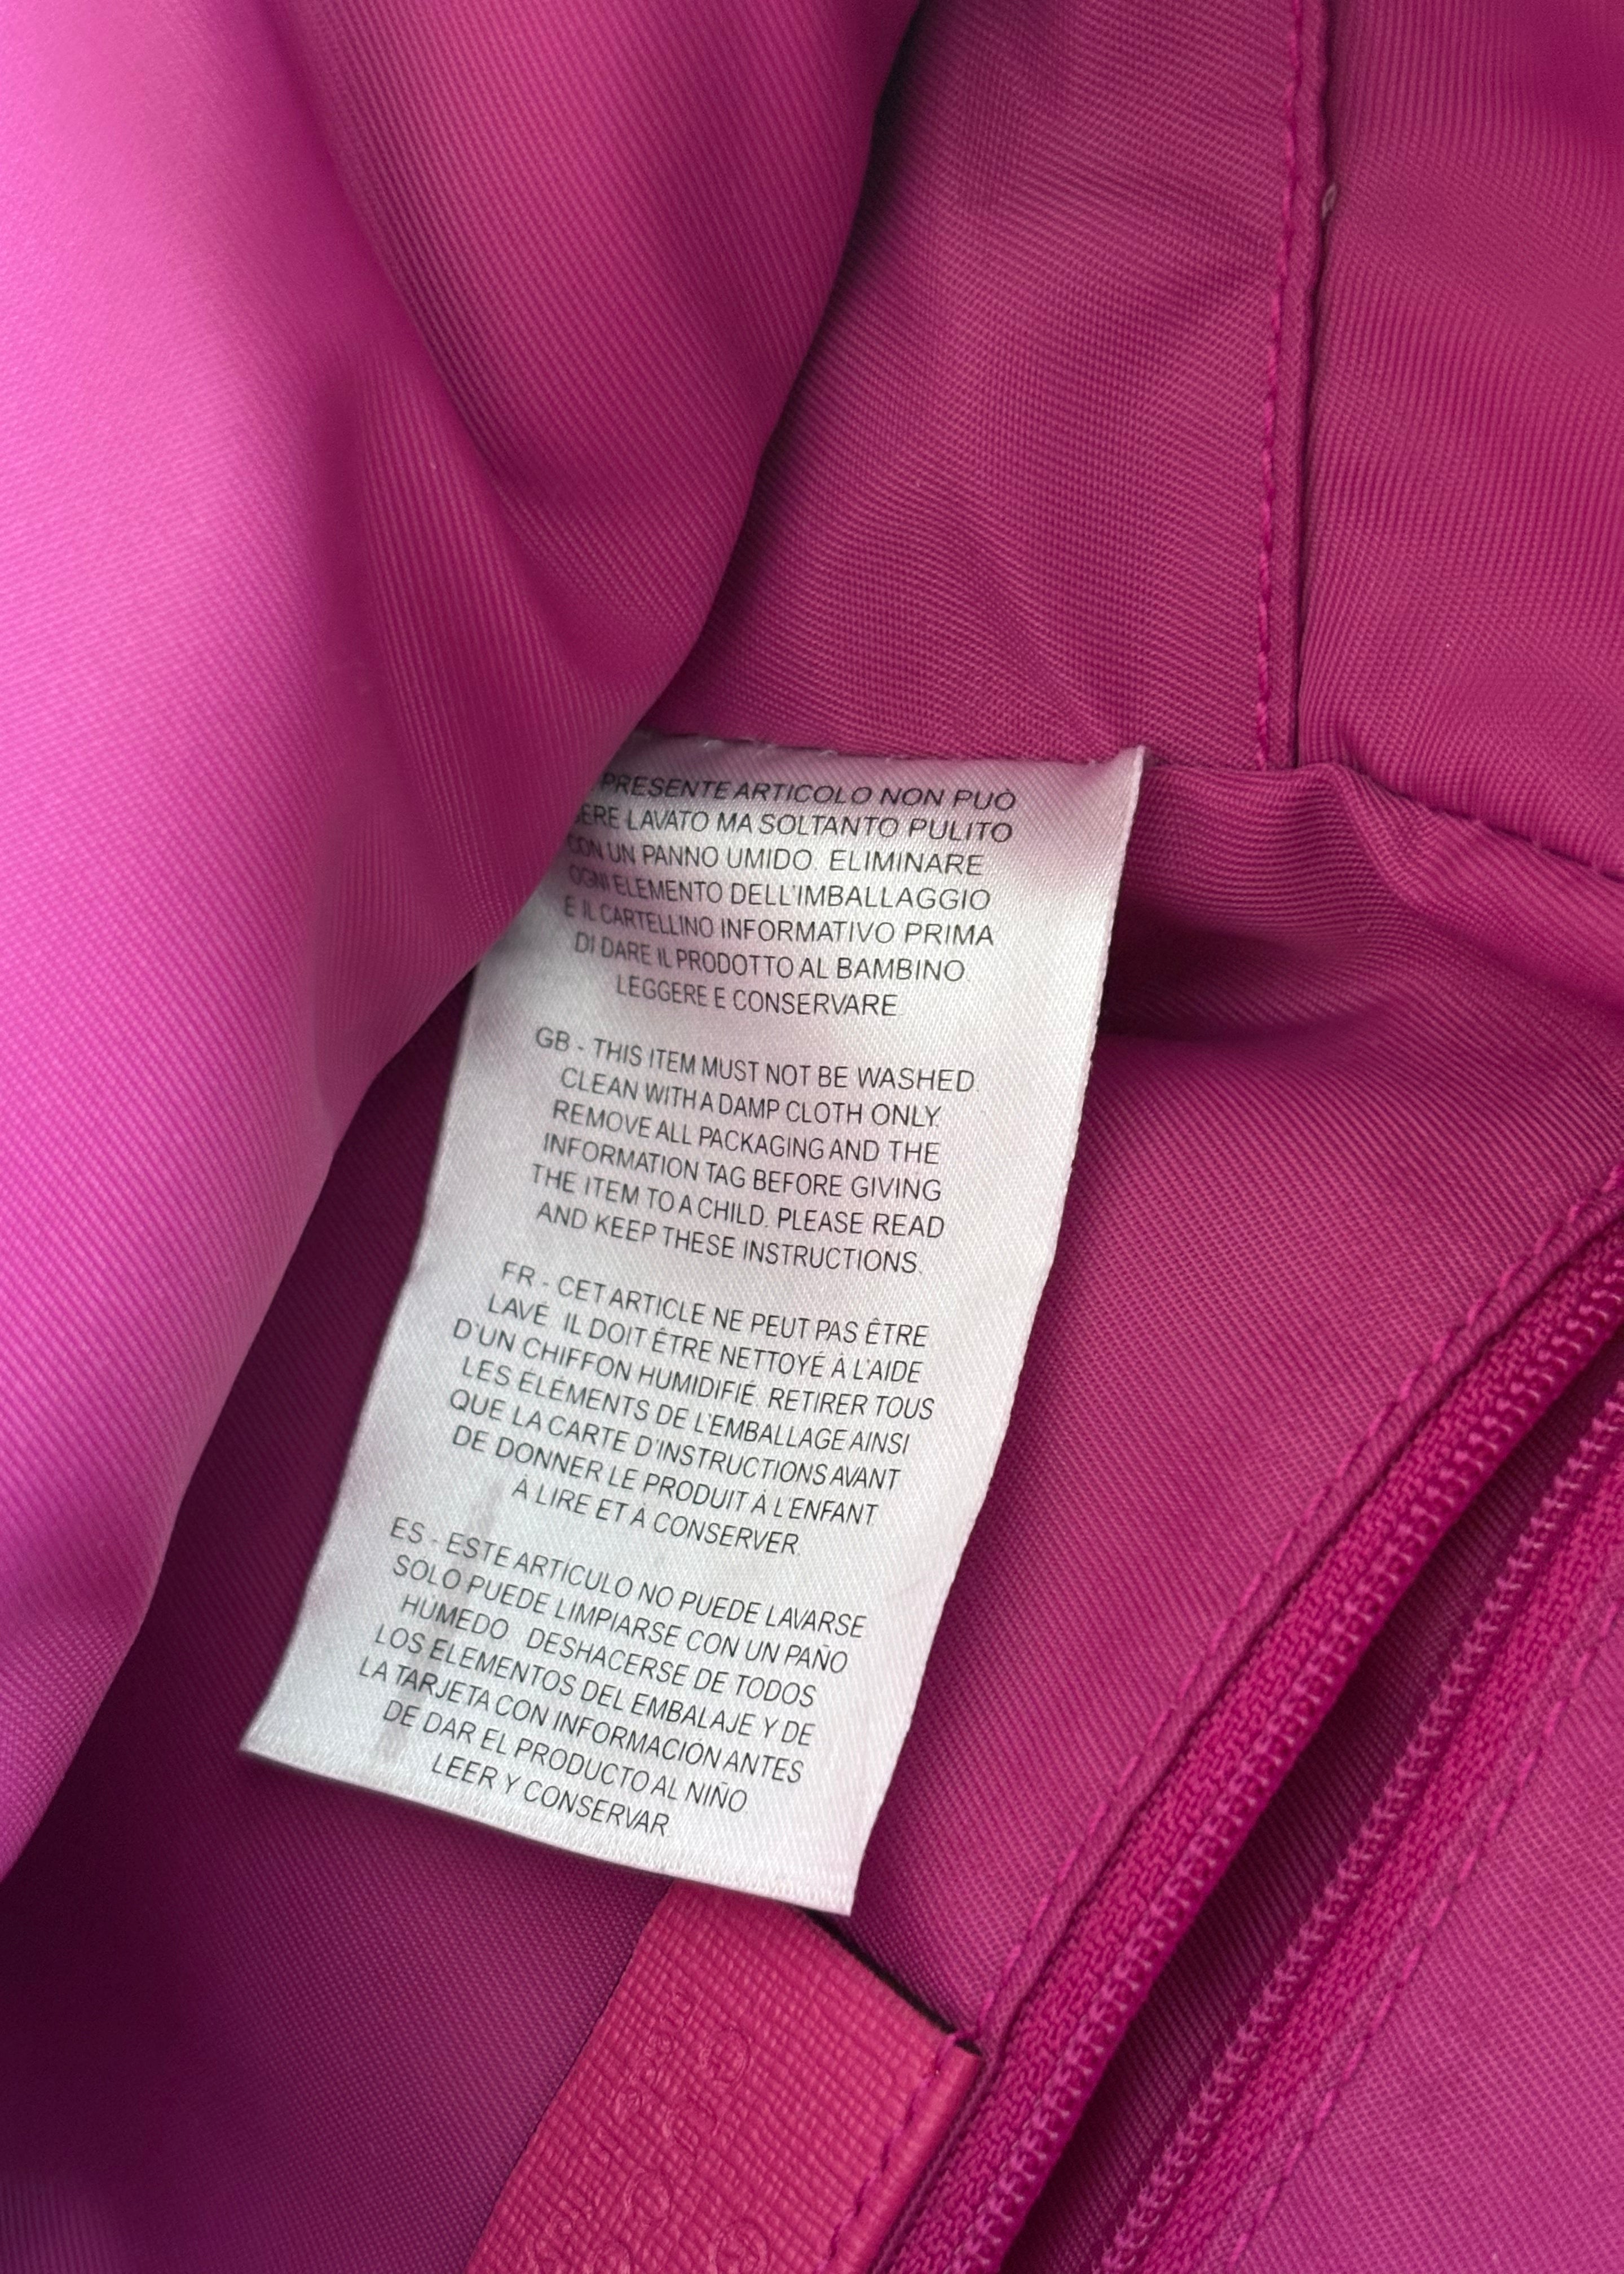 PRESENTE ARTICOLO NON PUÒ
LAVATO MA SOLTANTO PULITO
CON UN PANNO UMIDO. ELIMINARE
OGNI ELEMENTO DELL'IMBALLAGGIO
E IL CARTELLINO INFORMATIVO PRIMA
DI DARE IL PRODOTTO AL BAMBINO.
LEGGERE E CONSERVARE
GB - THIS ITEM MUST NOT BE WASHED.
CLEAN WITH A DAMP CLOTH ONLY.
REMOVE ALL PACKAGING AND THE
INFORMATION TAG BEFORE GIVING
THE ITEM TO A CHILD. PLEASE READ
AND KEEP THESE INSTRUCTIONS.
FR - CET ARTICLE NE PEUT PAS ÊTRE
LAVÉ. IL DOIT ÊTRE NETTOYÉ À L'AIDE
D'UN CHIFFON HUMIDIFIÉ. RETIRER TOUS
LES ÉLÉMENTS DE L'EMBALLAGE AINSI
QUE LA CARTE D'INSTRUCTIONS AVANT
DE DONNER LE PRODUIT À L'ENFANT
À LIRE ET À CONSERVER.
ES - ESTE ARTÍCULO NO PUEDE LAVARSE
SOLO PUEDE LIMPIARSE CON UN PAÑO
HÚMEDO. DESHACERSE DE TODOS
LOS ELEMENTOS DEL EMBALAJE Y DE
LA TARJETA CON INFORMACIÓN ANTES
DE DAR EL PRODUCTO AL NIÑO.
LEER Y CONSERVAR